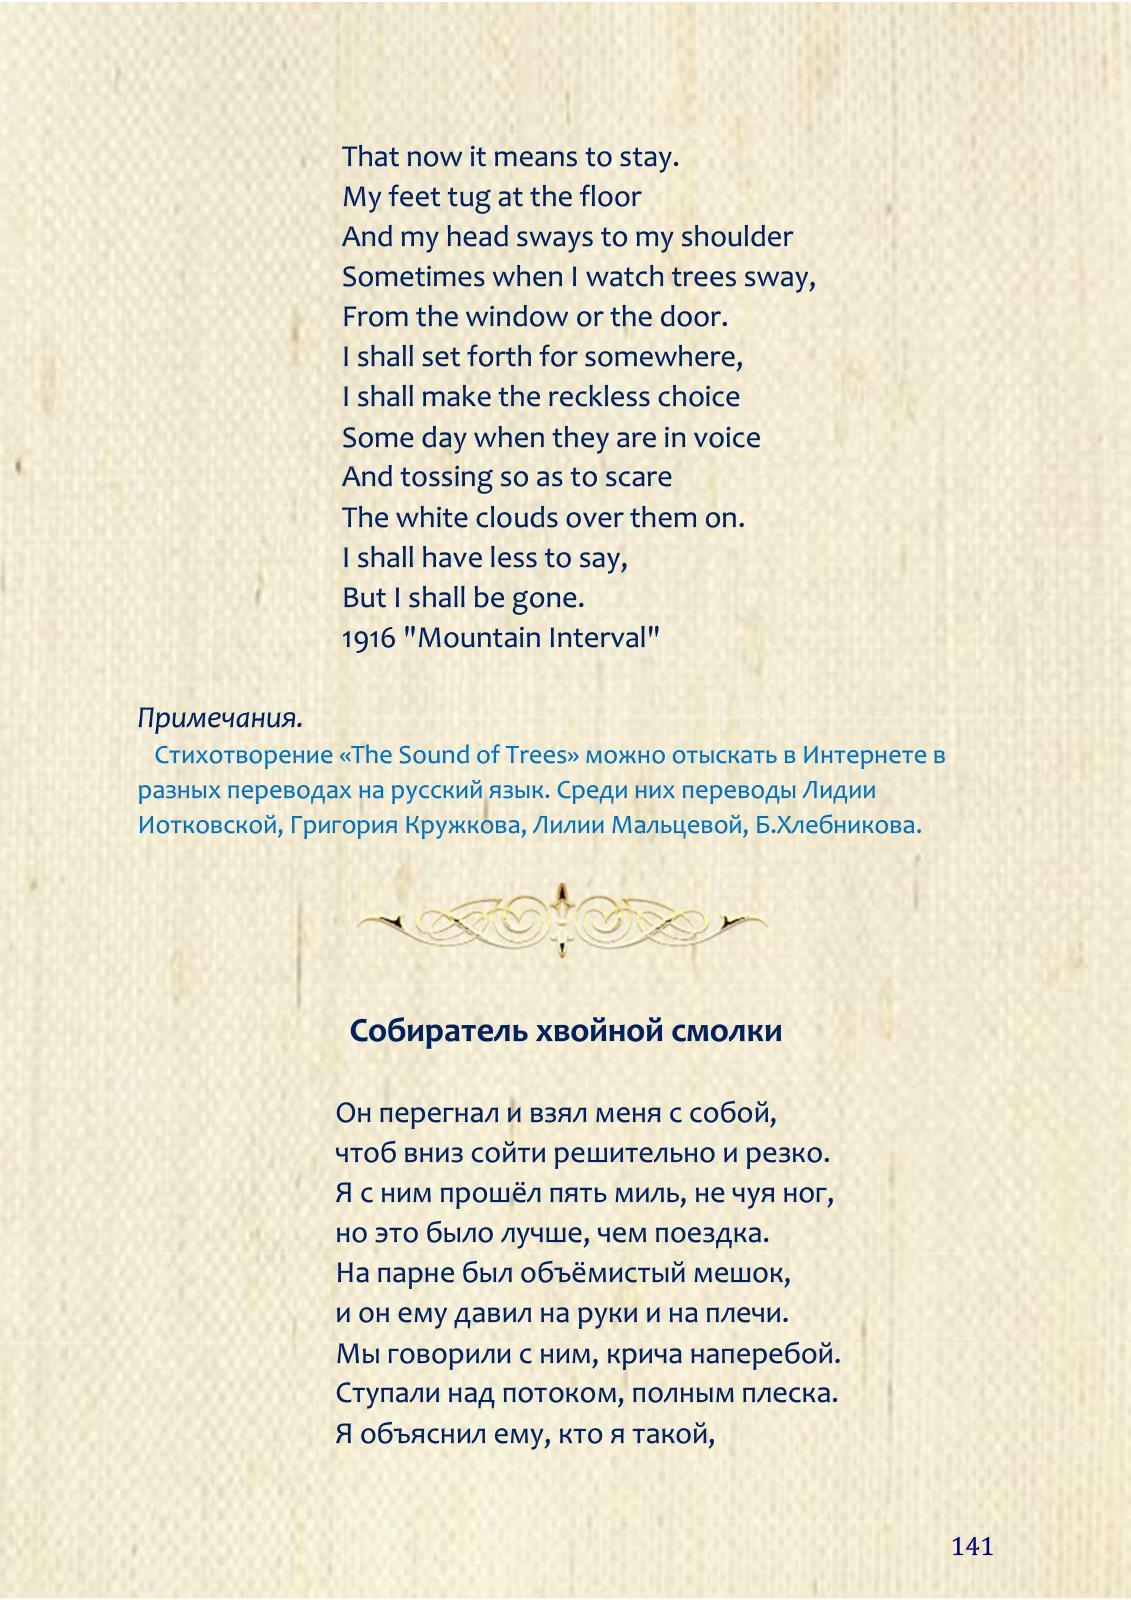 That now it means to stay.
My feet tug at the floor
And my head sways to my shoulder
Sometimes when I watch trees sway,
From the window or the door.
I shall set forth for somewhere,
I shall make the reckless choice
Some day when they are in voice
And tossing so as to scare
The white clouds over them on.
I shall have less to say,
But I shall be gone.
1916 "Mountain Interval"
Примечания.
Стихотворение «The Sound of Trees» можно отыскать в Интернете в
разных переводах на русский язык. Среди них переводы Лидии
Иотковской, Григория Кружкова, Лилии Мальцевой, Б.Хлебникова.
Собиратель хвойной смолки
Он перегнал и взял меня с собой,
чтоб вниз сойти решительно и резко.
Я с ним прошёл пять миль, не чуя ног,
но это было лучше, чем поездка.
На парне был объёмистый мешок,
и он ему давил на руки и на плечи.
Мы говорили с ним, крича наперебой.
Ступали над потоком, полным плеска.
Я объяснил ему, кто я такой,
141